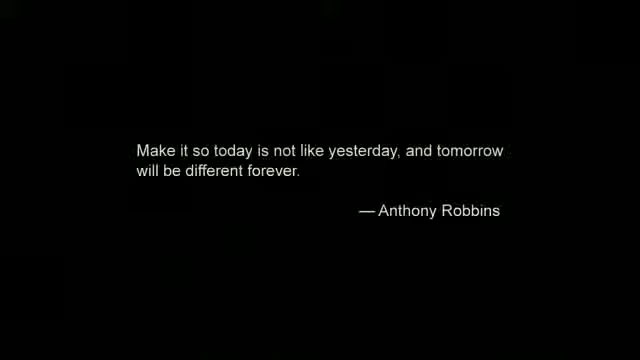 Make it so today is not like yesterday, and tomorrow
will be different forever.
— Anthony Robbins